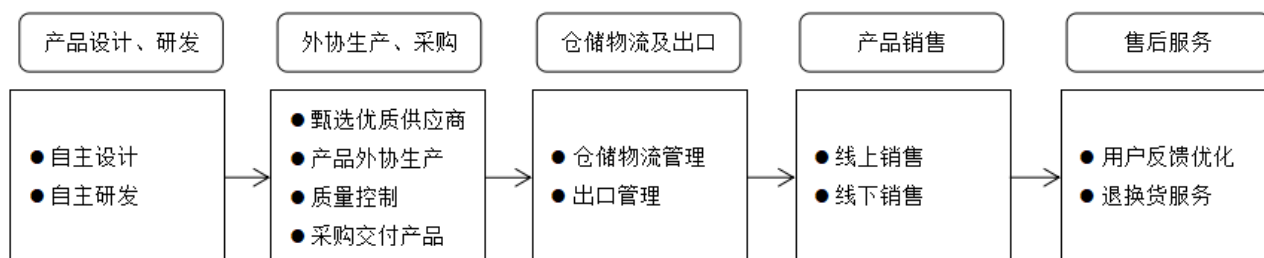 产品设计、研发
外协生产、采购
仓储物流及出口
产品销售
售后服务
●自主设计
●自主研发
●甄选优质供应商
●产品外协生产
●质量控制
●采购交付产品
●仓储物流管理
●出口管理
●线上销售
●线下销售
●用户反馈优化
●退换货服务